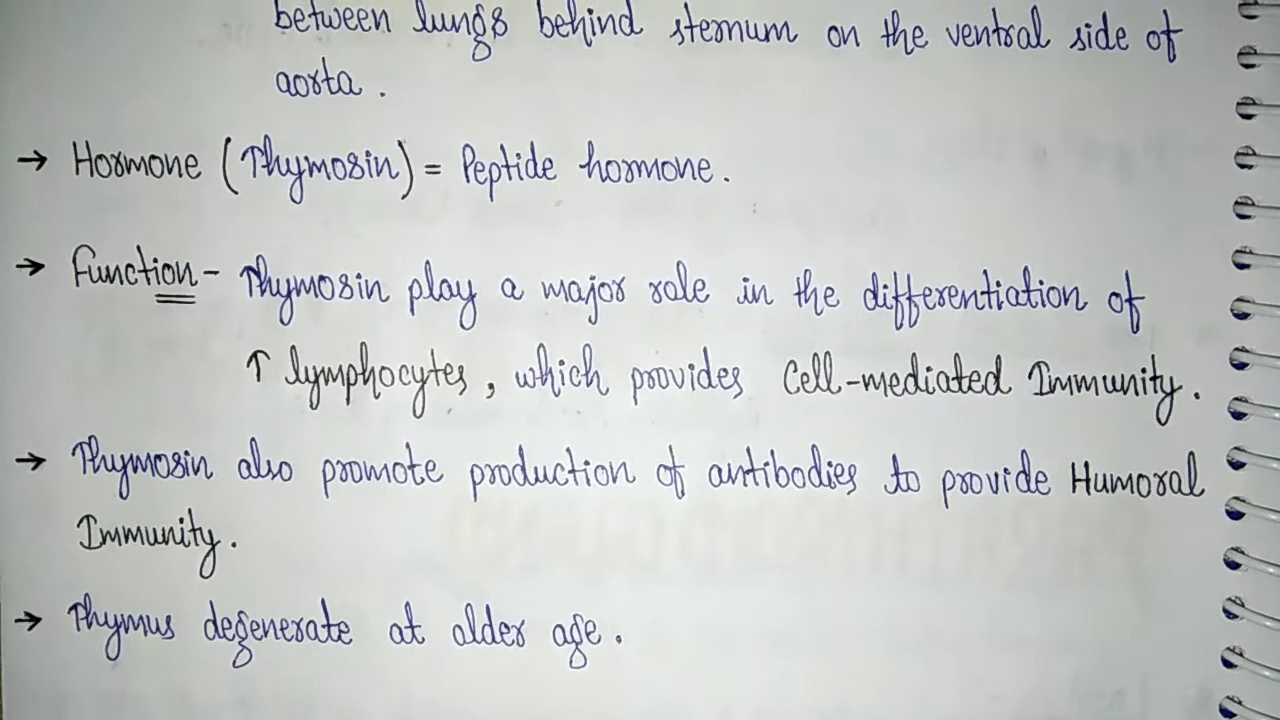 between lungs behind sternum on the ventral side of
aorta.
→ Hormone (Thymosin) = Peptide hormone.
→ Function - Thymosin play a major role in the differentiation of
T lymphocytes, which provides Cell-mediated Immunity.
→ Thymosin also promote production of antibodies to provide Humoral
Immunity.
→ Thymus degenerate at older age.